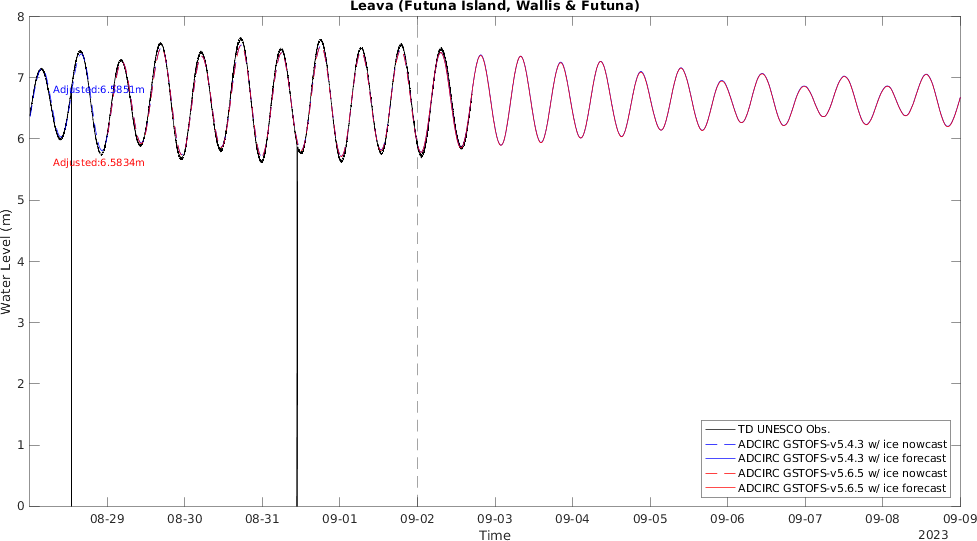 Leava (Futuna Island, Wallis & Futuna)
8
7
6
5
4
3
2
1
0
Water Level (m)
Adjusted:6.5851m
Adjusted:6.5834m
TD UNESCO Obs.
ADCIRC GSTOFS-v5.4.3 w/ ice nowcast
ADCIRC GSTOFS-v5.4.3 w/ ice forecast
ADCIRC GSTOFS-v5.6.5 w/ ice nowcast
ADCIRC GSTOFS-v5.6.5 w/ ice forecast
08-29 08-30 08-31 09-01 09-02 09-03 09-04 09-05 09-06 09-07 09-08 09-09
Time
2023